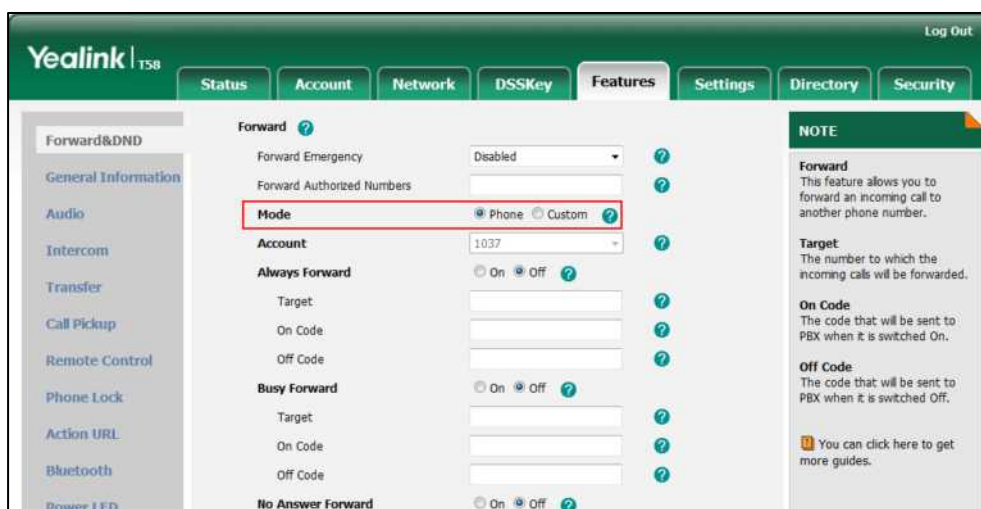 Log Out
Yealink | T58
Status Account Network DSSKey Features Settings Directory Security
Forward&DND
General Information
Audio
Intercom
Transfer
Call Pickup
Remote Control
Phone Lock
Action URL
Bluetooth
Power LED
Forward ?
Forward Emergency Disabled ?
Forward Authorized Numbers ?
Mode Phone Custom ?
Account 1037 ?
Always Forward On Off ?
Target ?
On Code ?
Off Code ?
Busy Forward On Off ?
Target ?
On Code ?
Off Code ?
No Answer Forward On Off ?
NOTE
Forward
This feature allows you to
forward an incoming call to
another phone number.
Target
The number to which the
incoming calls will be forwarded.
On Code
The code that will be sent to
PBX when it is switched On.
Off Code
The code that will be sent to
PBX when it is switched Off.
You can click here to get
more guides.